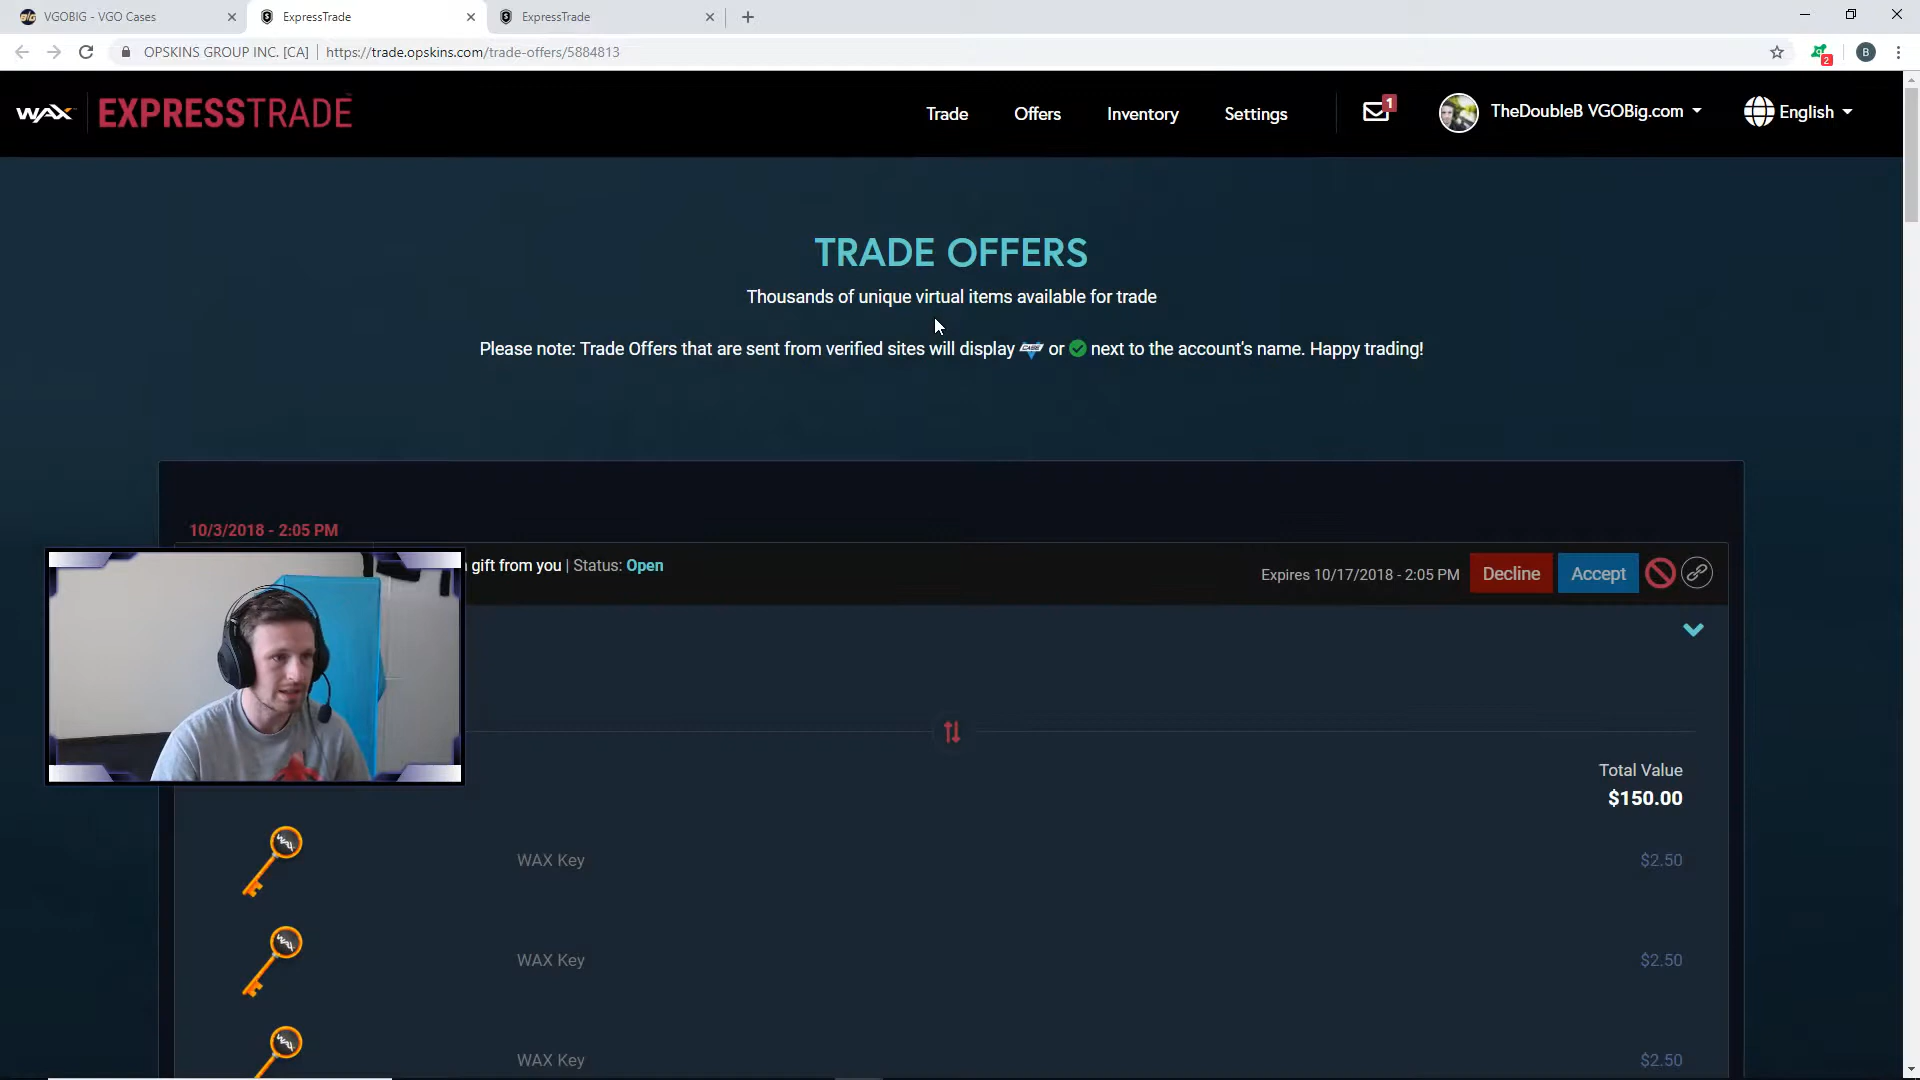 VGOBIG - VGO Cases
ExpressTrade
ExpressTrade
OPSKINS GROUP INC. [CA] | https://trade.opskins.com/trade-offers/5884813
2
B
WAX EXPRESSTRADE
Trade
Offers
Inventory
Settings
1
TheDoubleB VGOBig.com
English
TRADE OFFERS
Thousands of unique virtual items available for trade
Please note: Trade Offers that are sent from verified sites will display or next to the account's name. Happy trading!
10/3/2018 - 2:05 PM
gift from you | Status: Open
Expires 10/17/2018 - 2:05 PM
Decline
Accept
Total Value
$150.00
WAX Key
$2.50
WAX Key
$2.50
WAX Key
$2.50